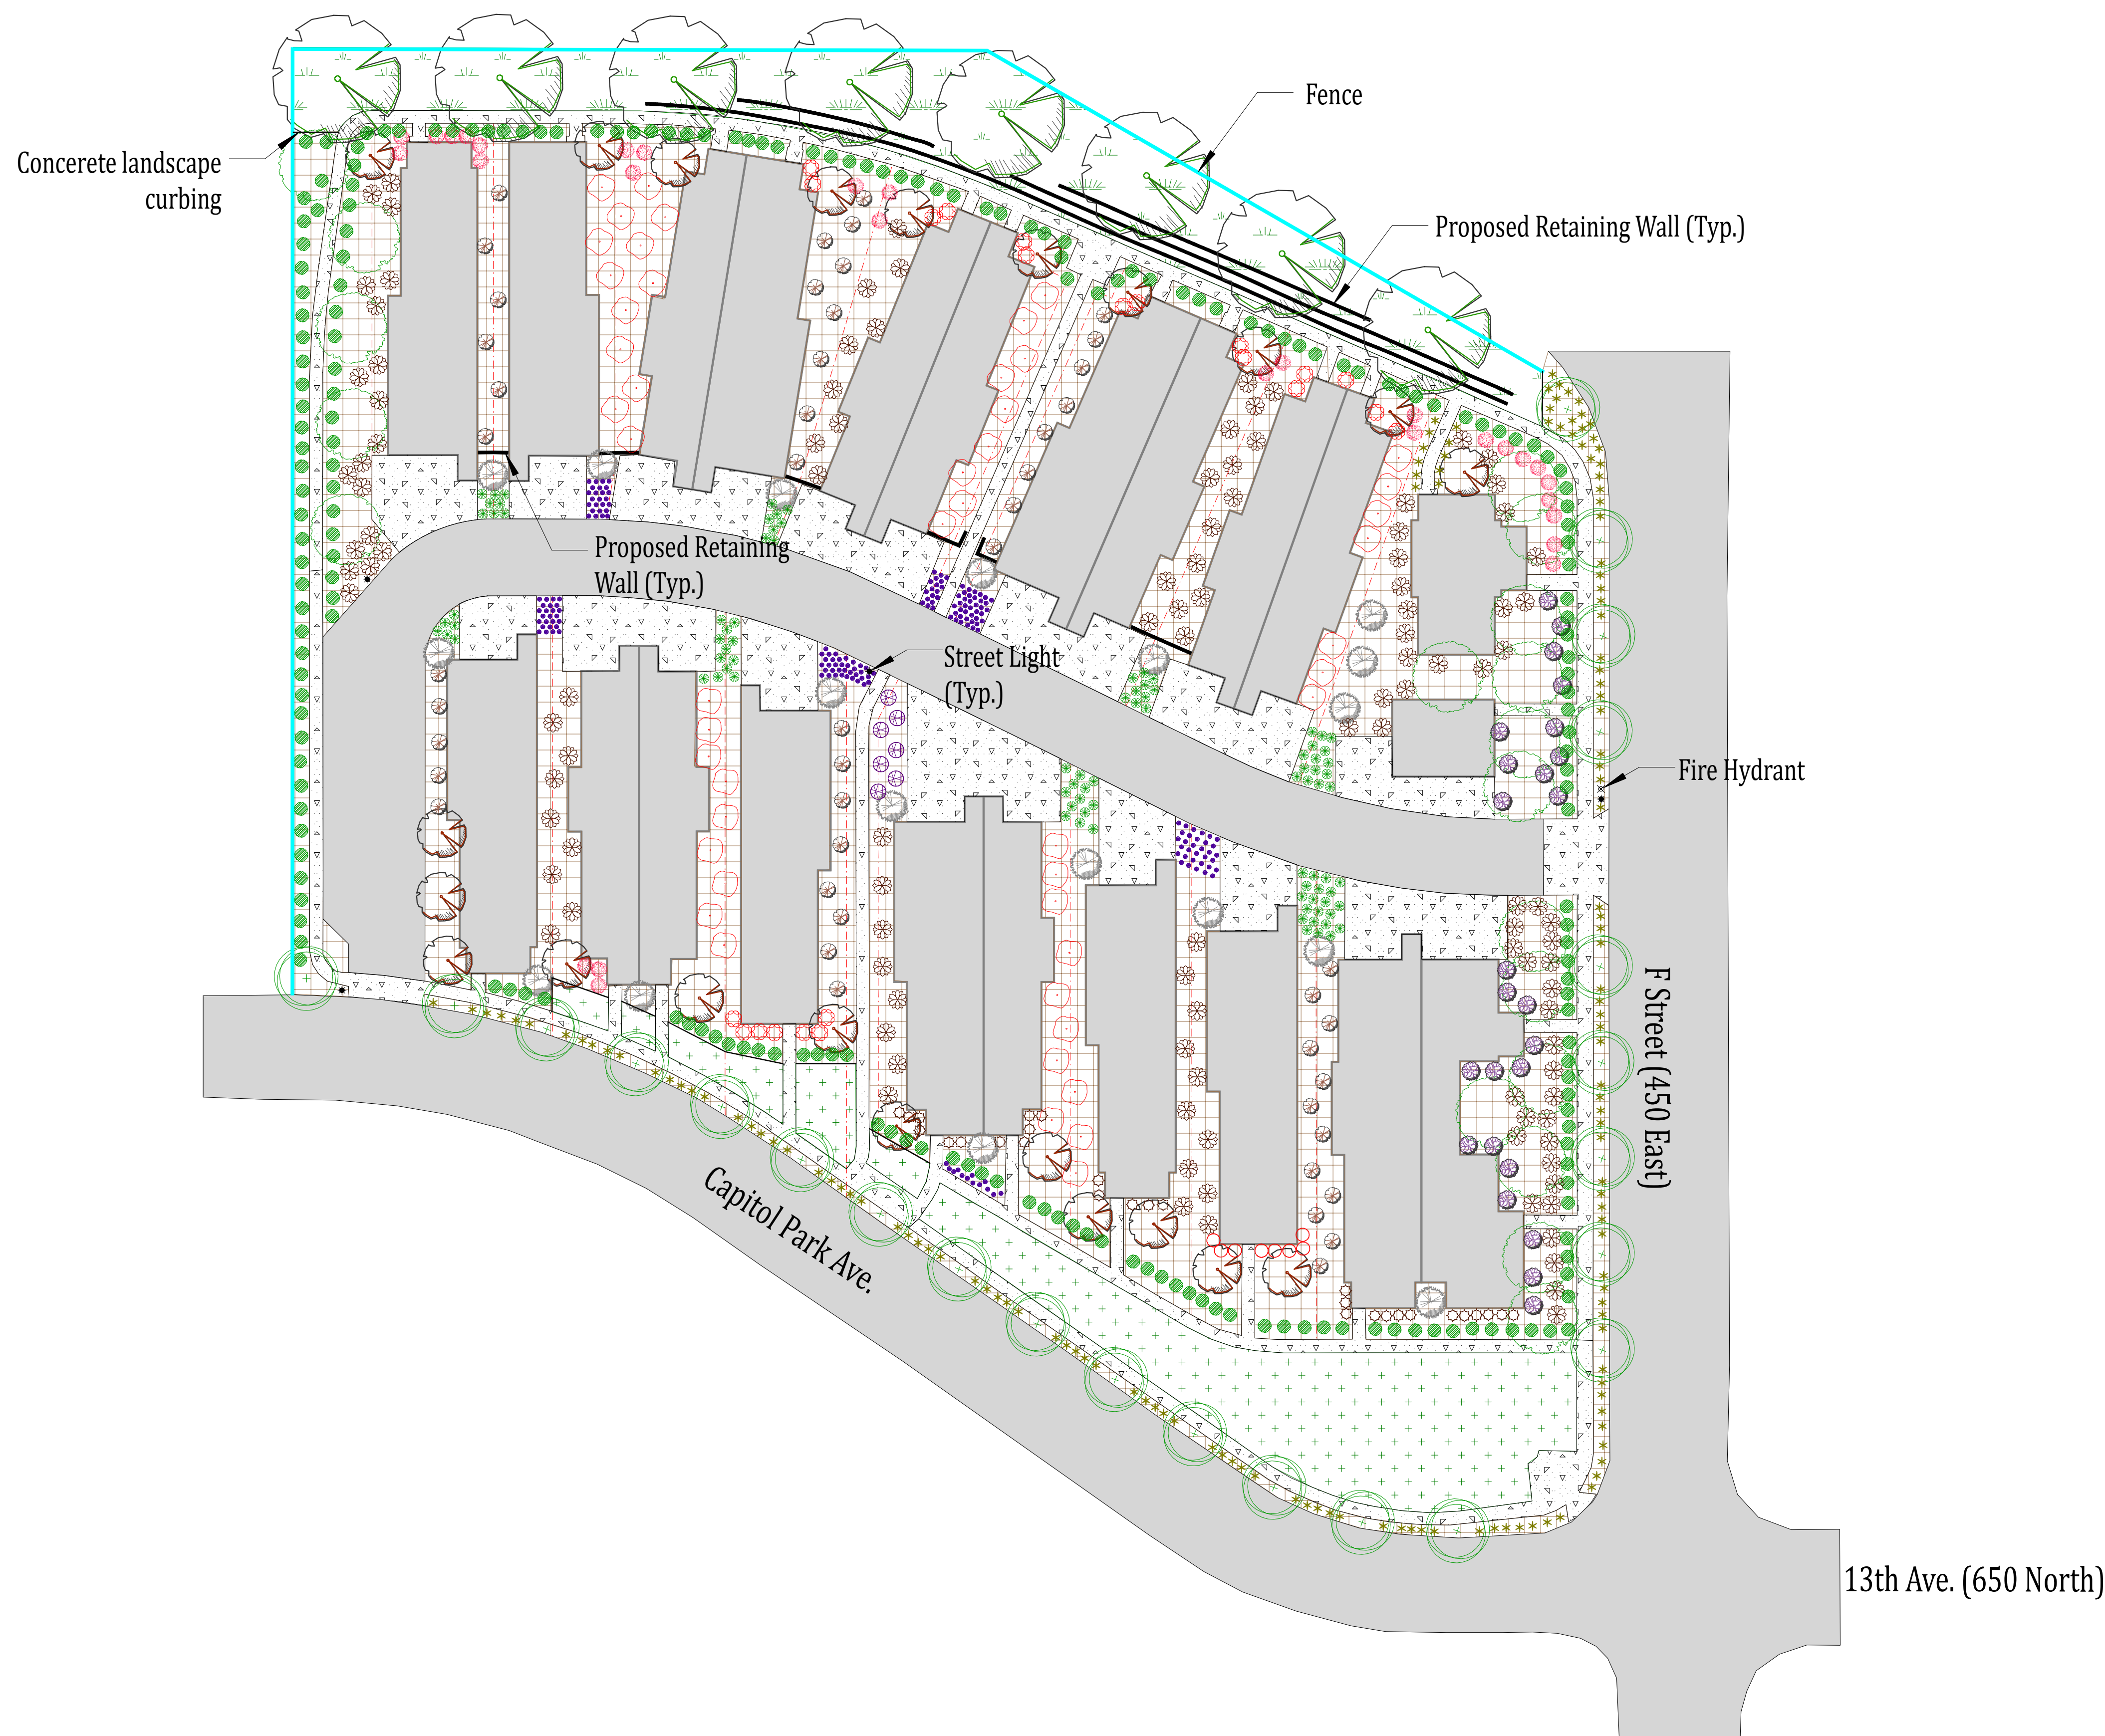 Fence
Concerete landscape
curbing
Proposed Retaining Wall (Typ.)
Proposed Retaining
Wall (Typ.)
Street Light
(Typ.)
Fire Hydrant
F Street (450 East)
Capitol Park Ave.
13th Ave. (650 North)